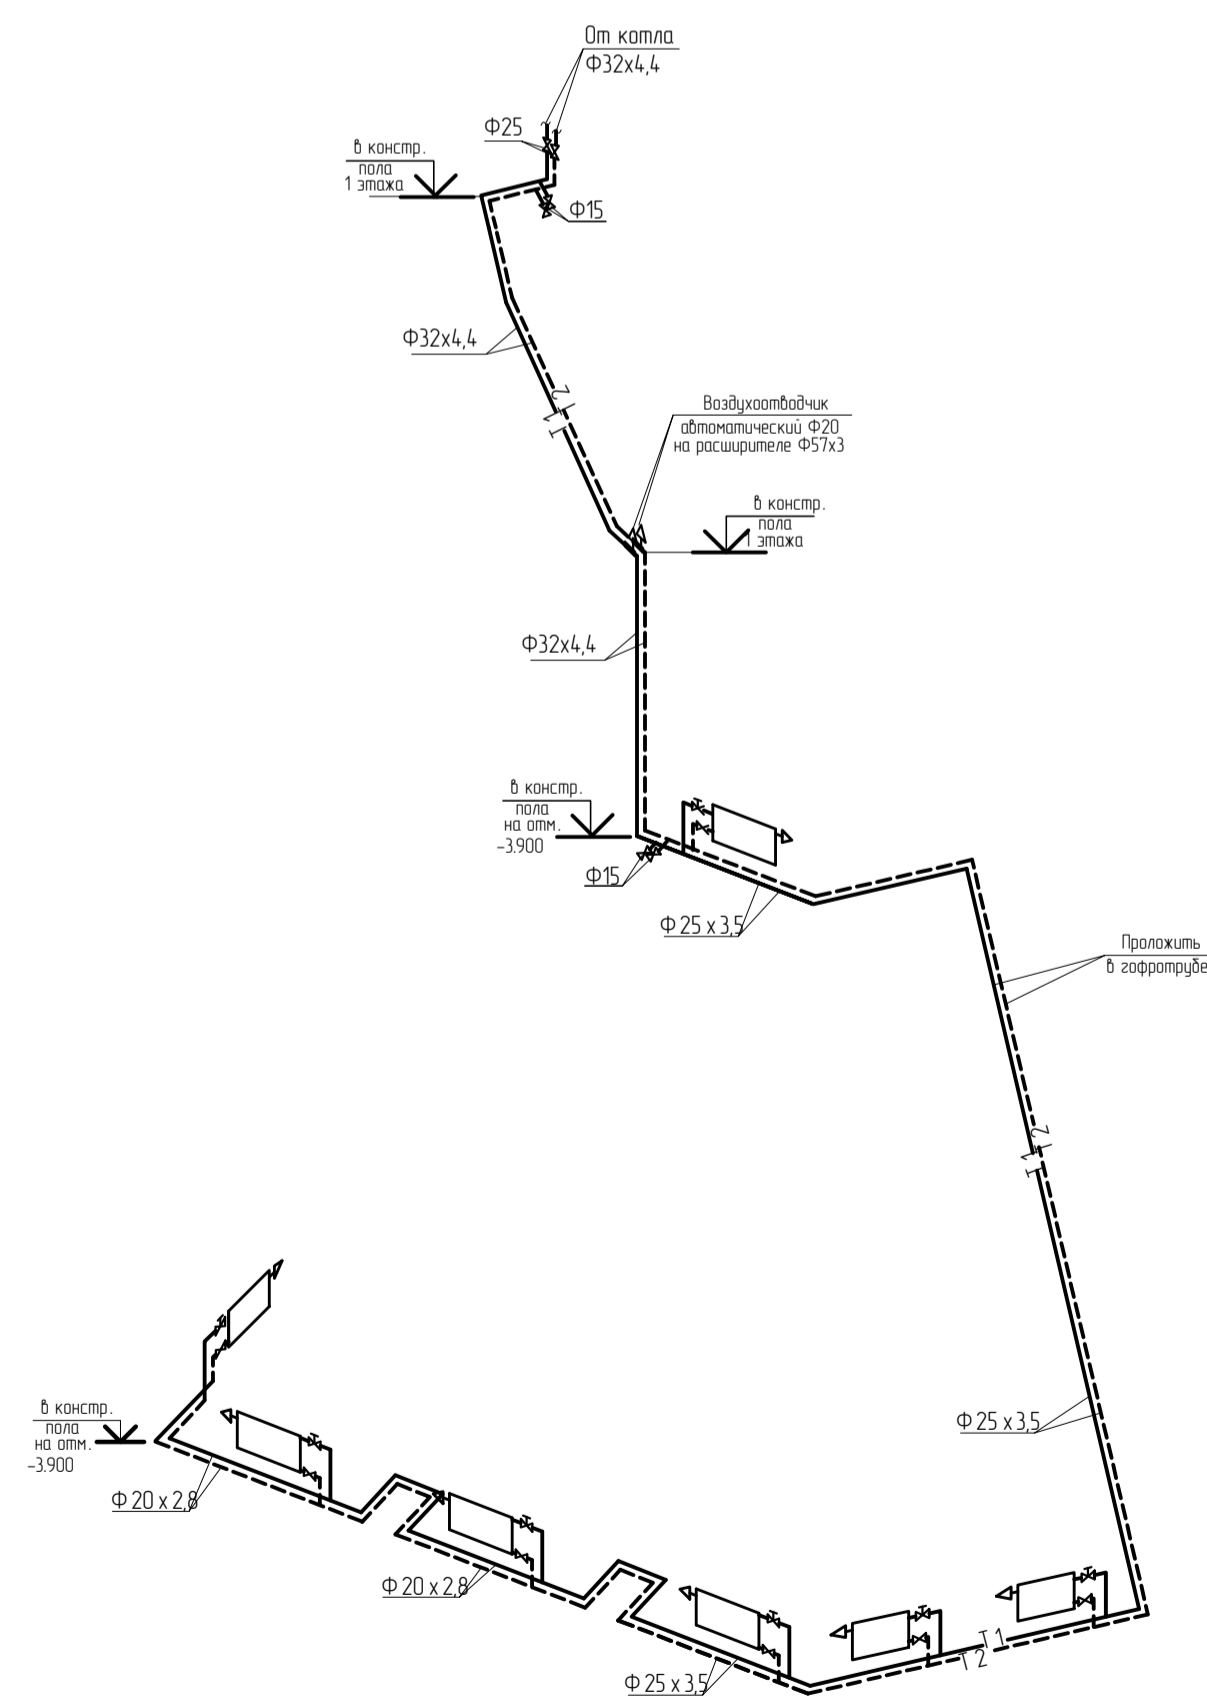 От котла
Ф32х4,4
Ф25
в констр.
пола
1 этажа
Ф15
Ф32х4,4
Т2
Т1
Воздухоотводчик
автоматический Ф20
на расширителе Ф57х3
в констр.
пола
1 этажа
Ф32х4,4
в констр.
пола
на отм.
-3.900
Ф15
Ф 25 х 3,5
Проложить
в гофротрубе
Т2
Т1
в констр.
пола
на отм.
-3.900
Ф 25 х 3,5
Ф 20 х 2,8
Ф 20 х 2,8
Т 1
Т 2
Ф 25 х 3,5